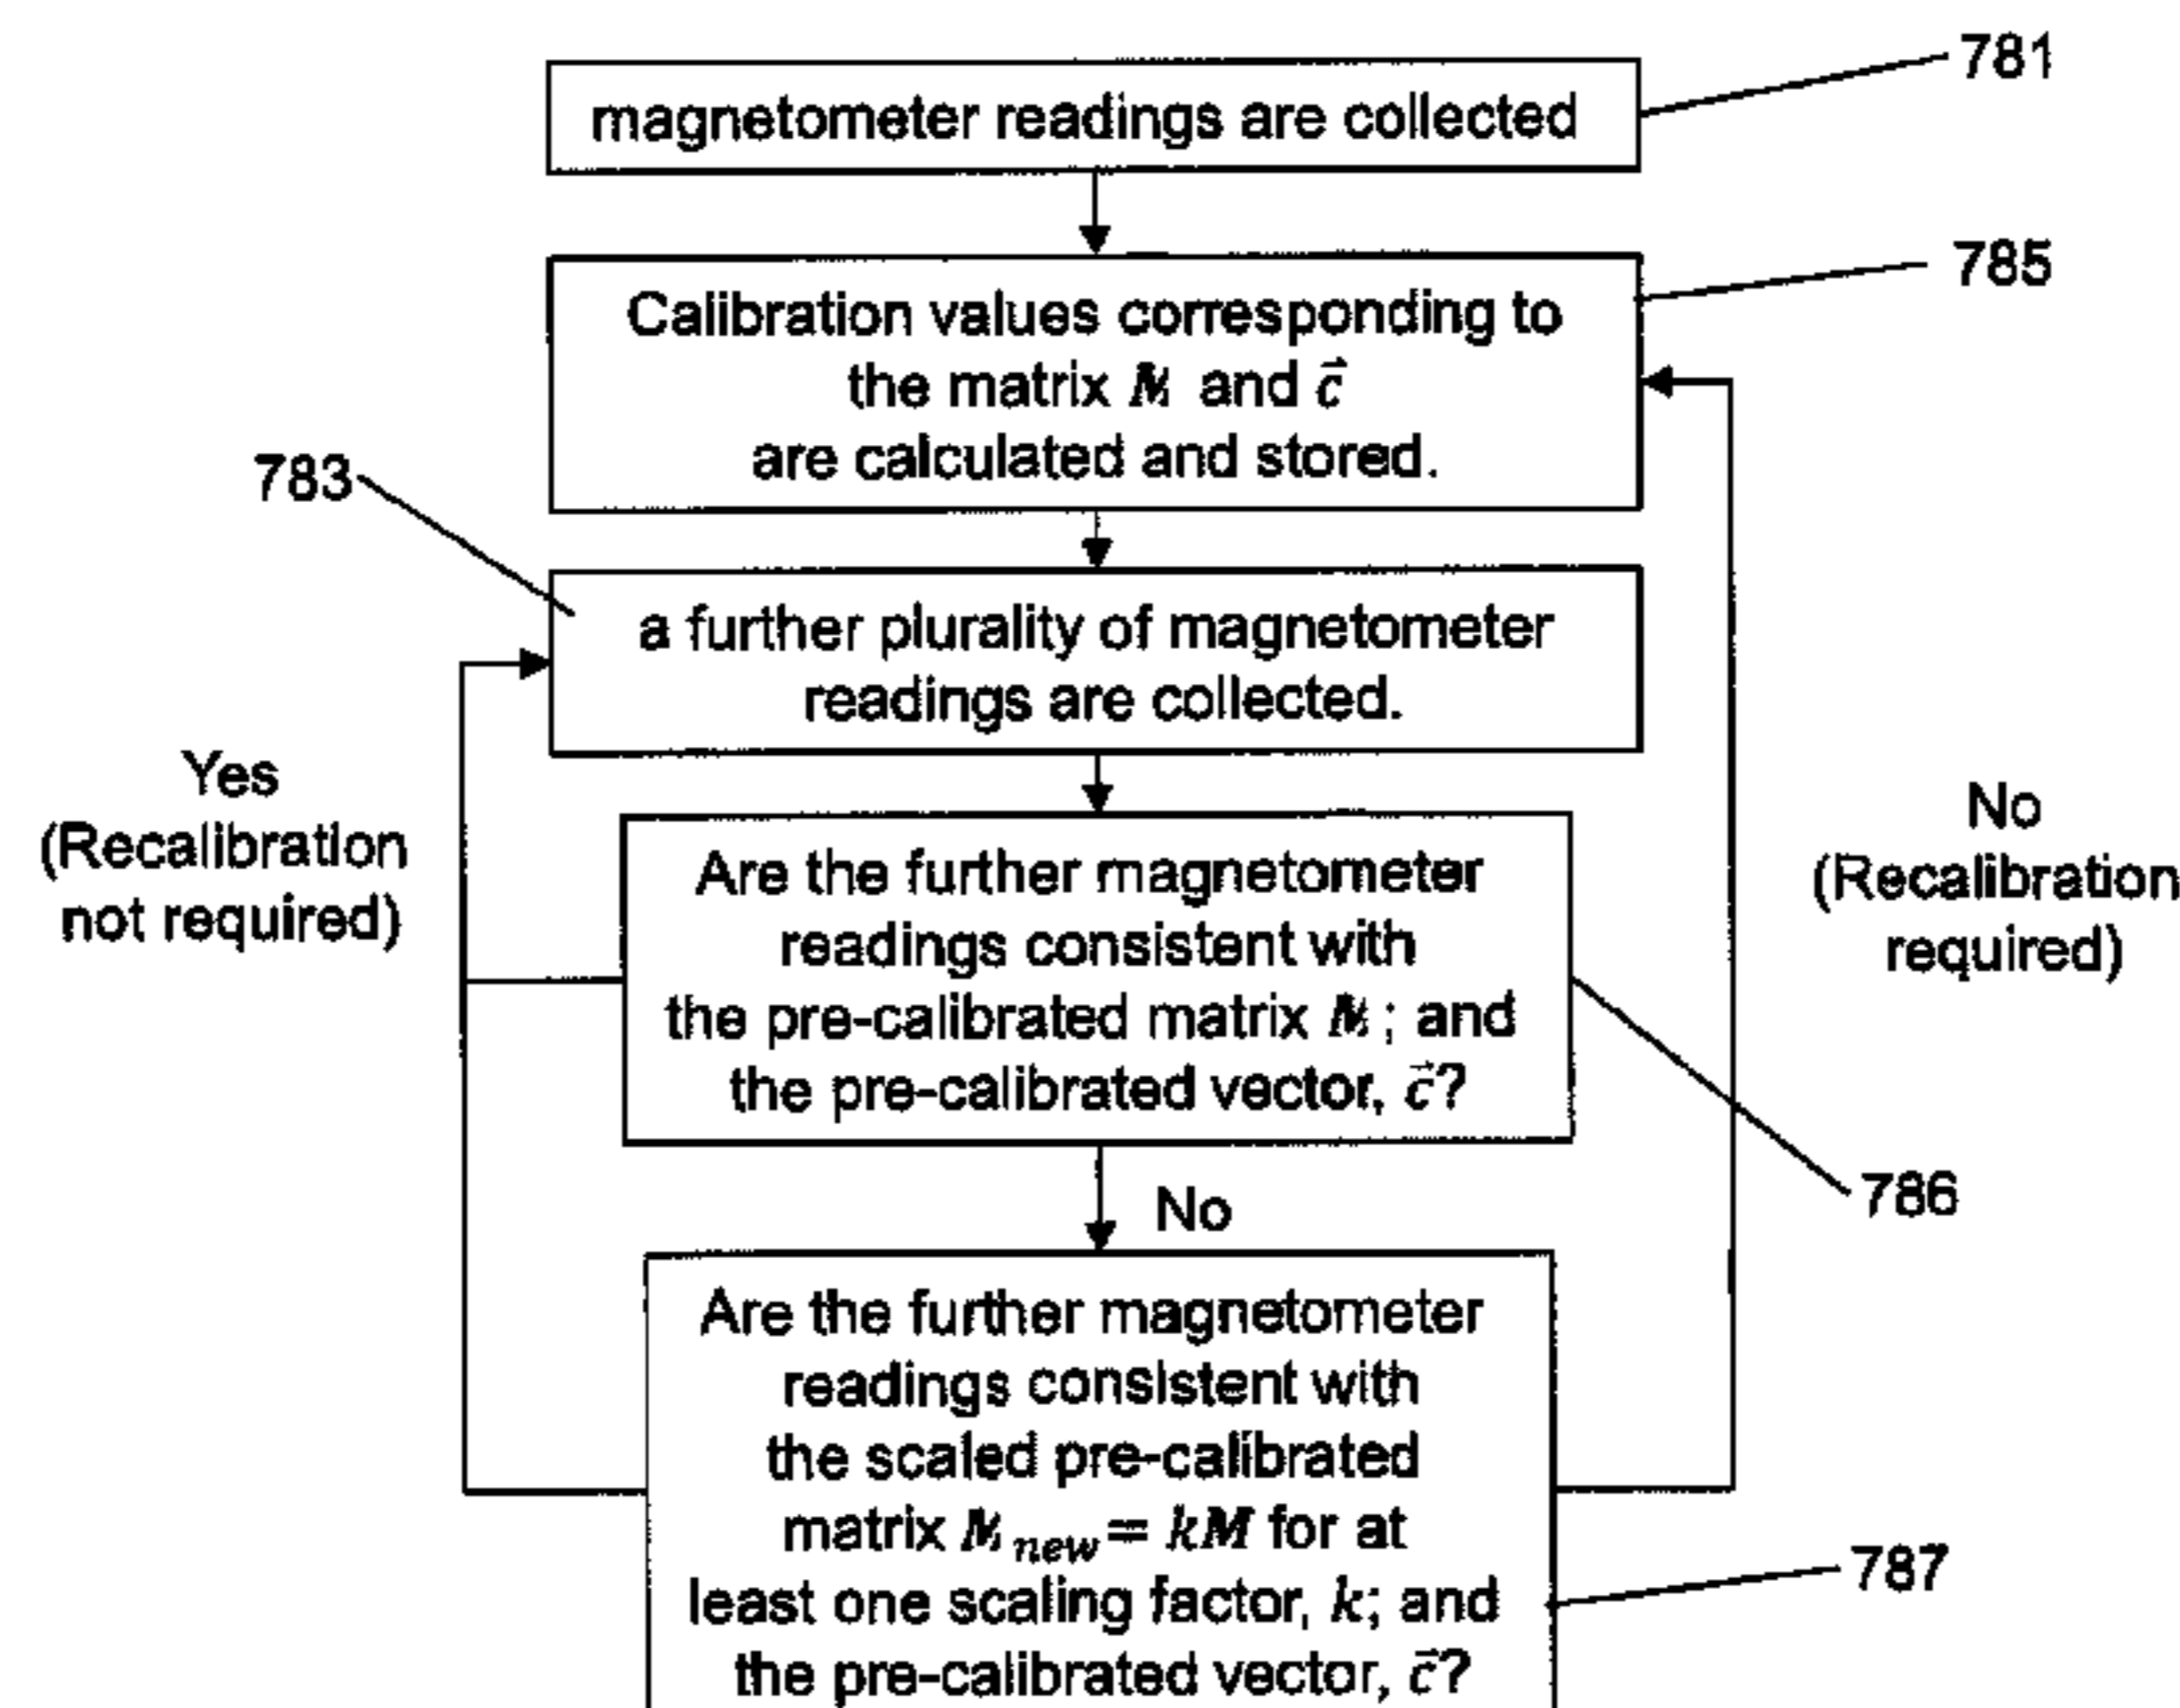 781
magnetometer readings are collected
785
Calibration values corresponding to
the matrix M and c⃗
are calculated and stored.
783
a further plurality of magnetometer
readings are collected.
Yes
(Recalibration
not required)
No
(Recalibration
required)
Are the further magnetometer
readings consistent with
the pre-calibrated matrix M ; and
the pre-calibrated vector, c⃗?
786
No
Are the further magnetometer
readings consistent with
the scaled pre-calibrated
matrix M new = kM for at
least one scaling factor, k; and
the pre-calibrated vector, c⃗?
787